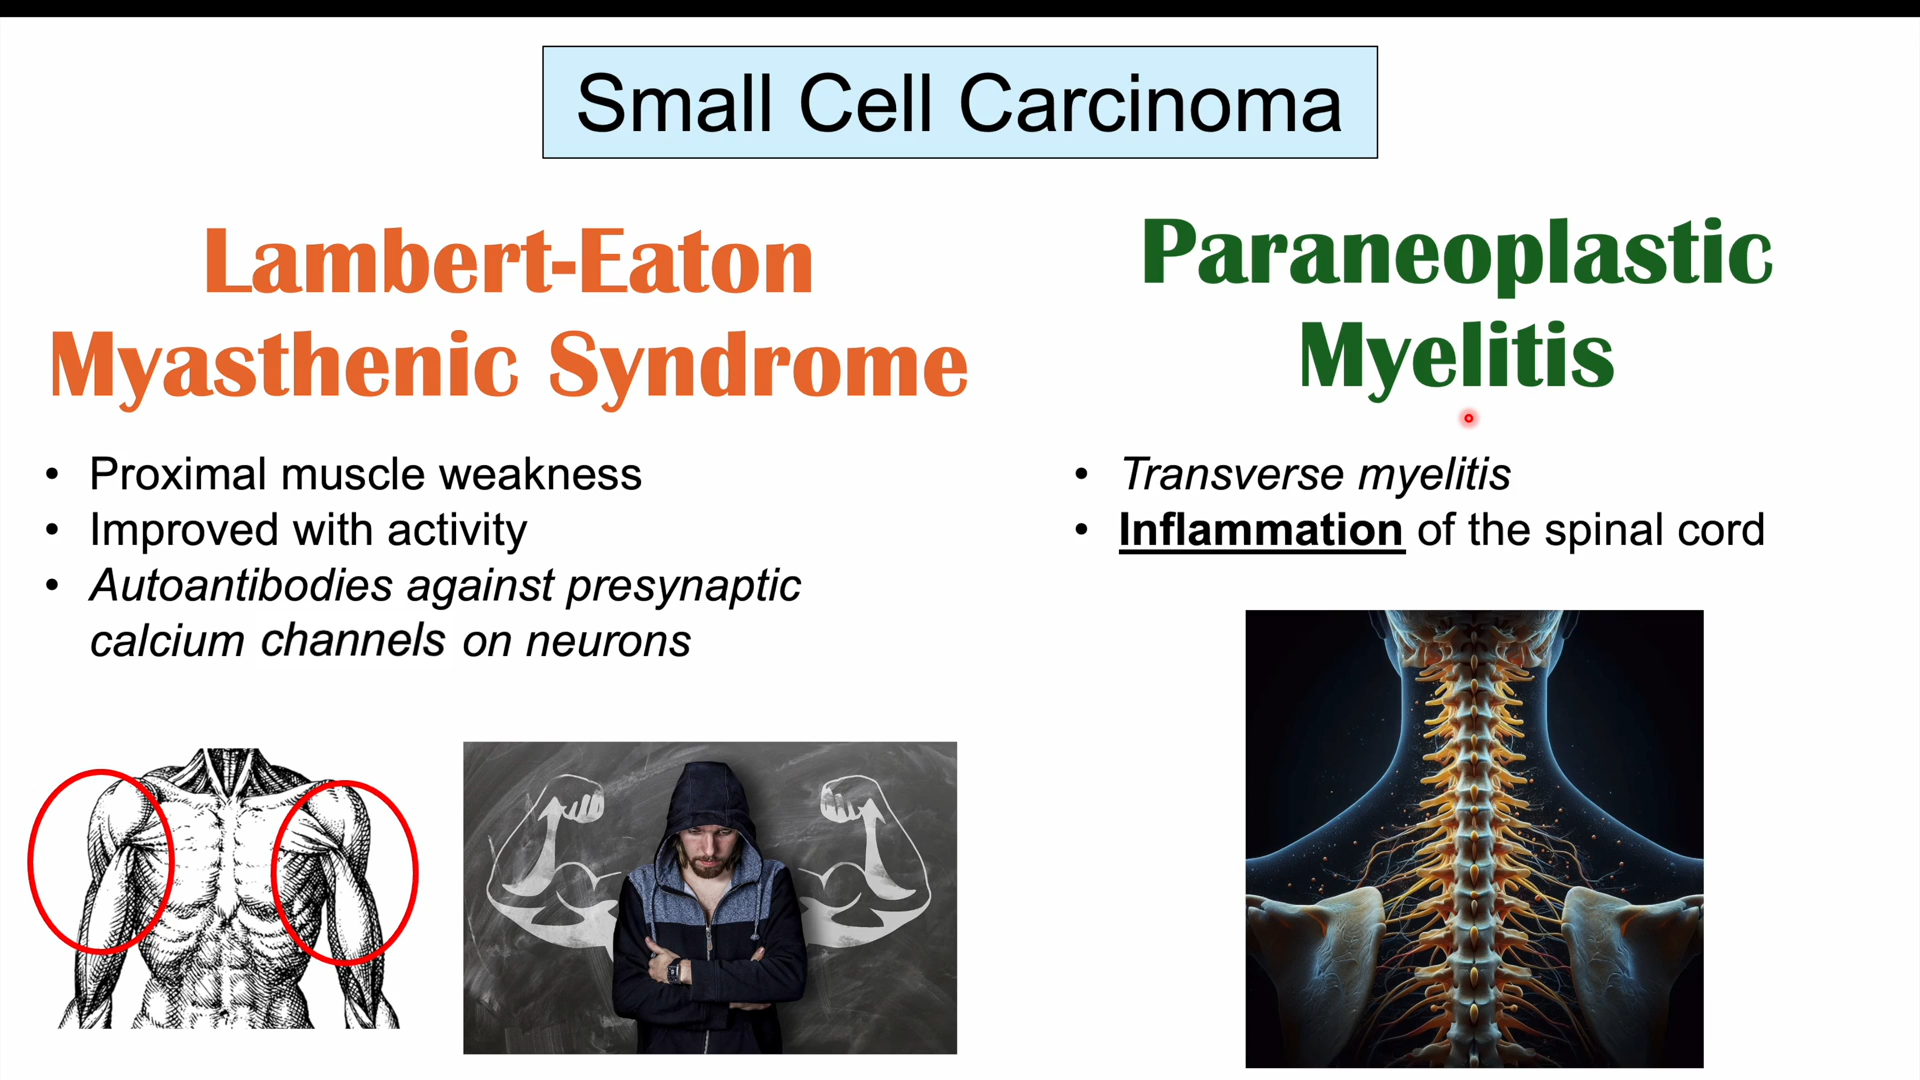 Small Cell Carcinoma
Lambert-Eaton
Myasthenic Syndrome
• Proximal muscle weakness
• Improved with activity
• Autoantibodies against presynaptic
calcium channels on neurons
Paraneoplastic
Myelitis
• Transverse myelitis
• Inflammation of the spinal cord